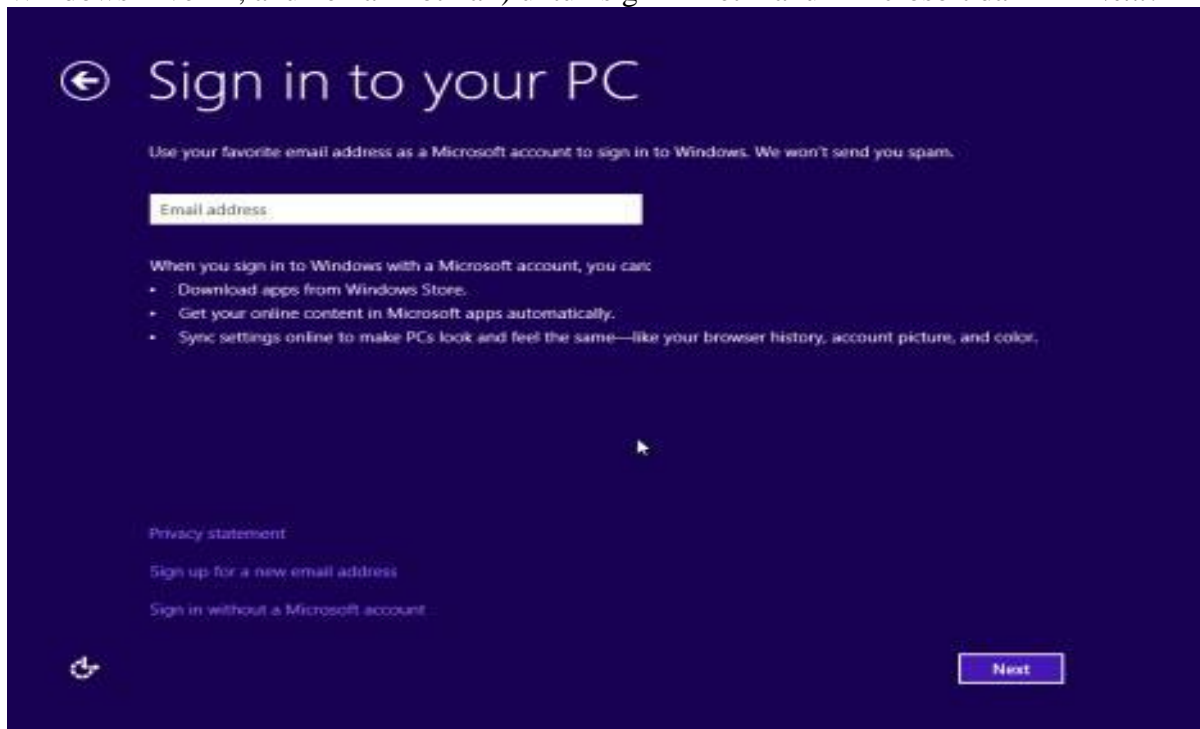 Sign in to your PC
Use your favorite email address as a Microsoft account to sign in to Windows. We won't send you spam.
Email address
When you sign in to Windows with a Microsoft account, you can:
• Download apps from Windows Store.
• Get your online content in Microsoft apps automatically.
• Sync settings online to make PCs look and feel the same—like your browser history, account picture, and color.
Privacy statement
Sign up for a new email address
Sign in without a Microsoft account
Next